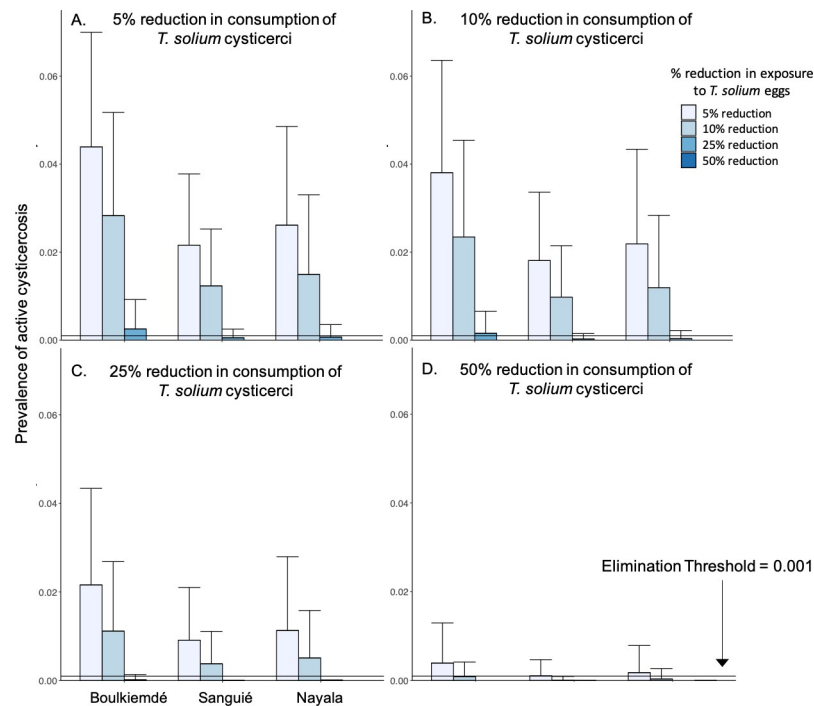 A. 5% reduction in consumption of
T. solium cysticerci
B. 10% reduction in consumption of
T. solium cysticerci
% reduction in exposure
to T. solium eggs
5% reduction
10% reduction
25% reduction
50% reduction
0.06
0.04
0.02
0.00
0.06
0.04
0.02
0.00
Prevalence of active cysticercosis
C. 25% reduction in consumption of
T. solium cysticerci
D. 50% reduction in consumption of
T. solium cysticerci
0.06
0.04
0.02
0.00
0.06
0.04
0.02
0.00
Elimination Threshold = 0.001
Boulkiemdé Sanguié Nayala